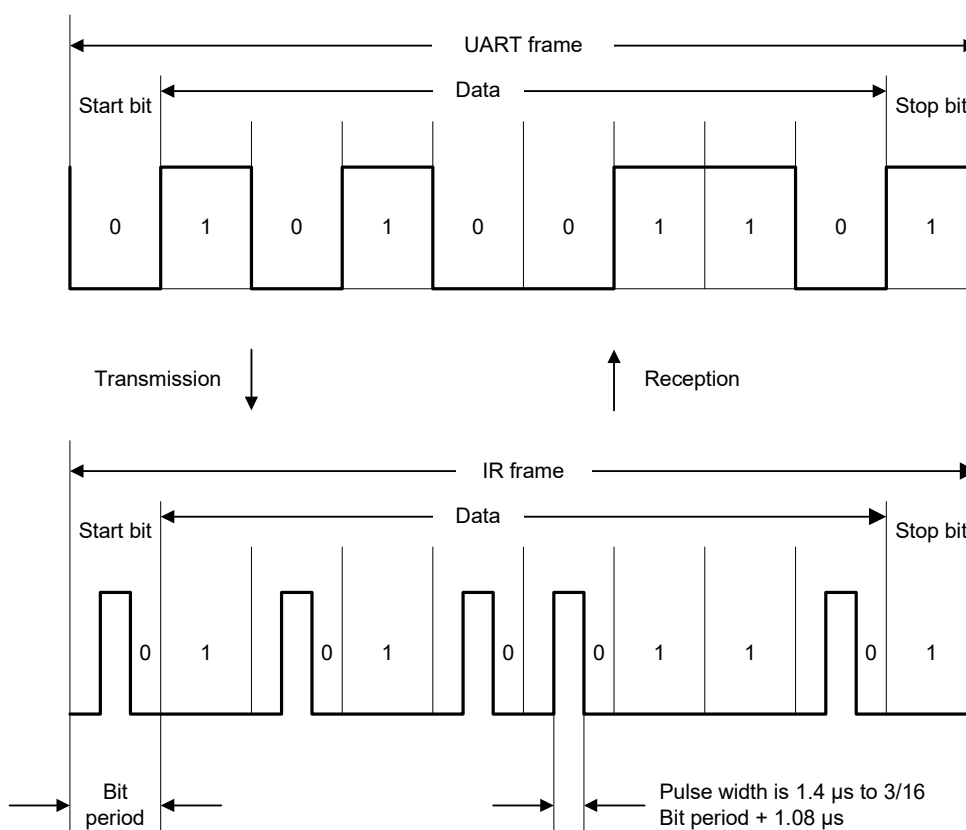 UART frame
Data
Start bit
Stop bit
0 1 0 1 0 0 1 1 0 1
Transmission
Reception
IR frame
Data
Start bit
Stop bit
0 1 0 1 0 0 1 1 0 1
Bit
period
Pulse width is 1.4 µs to 3/16
Bit period + 1.08 µs